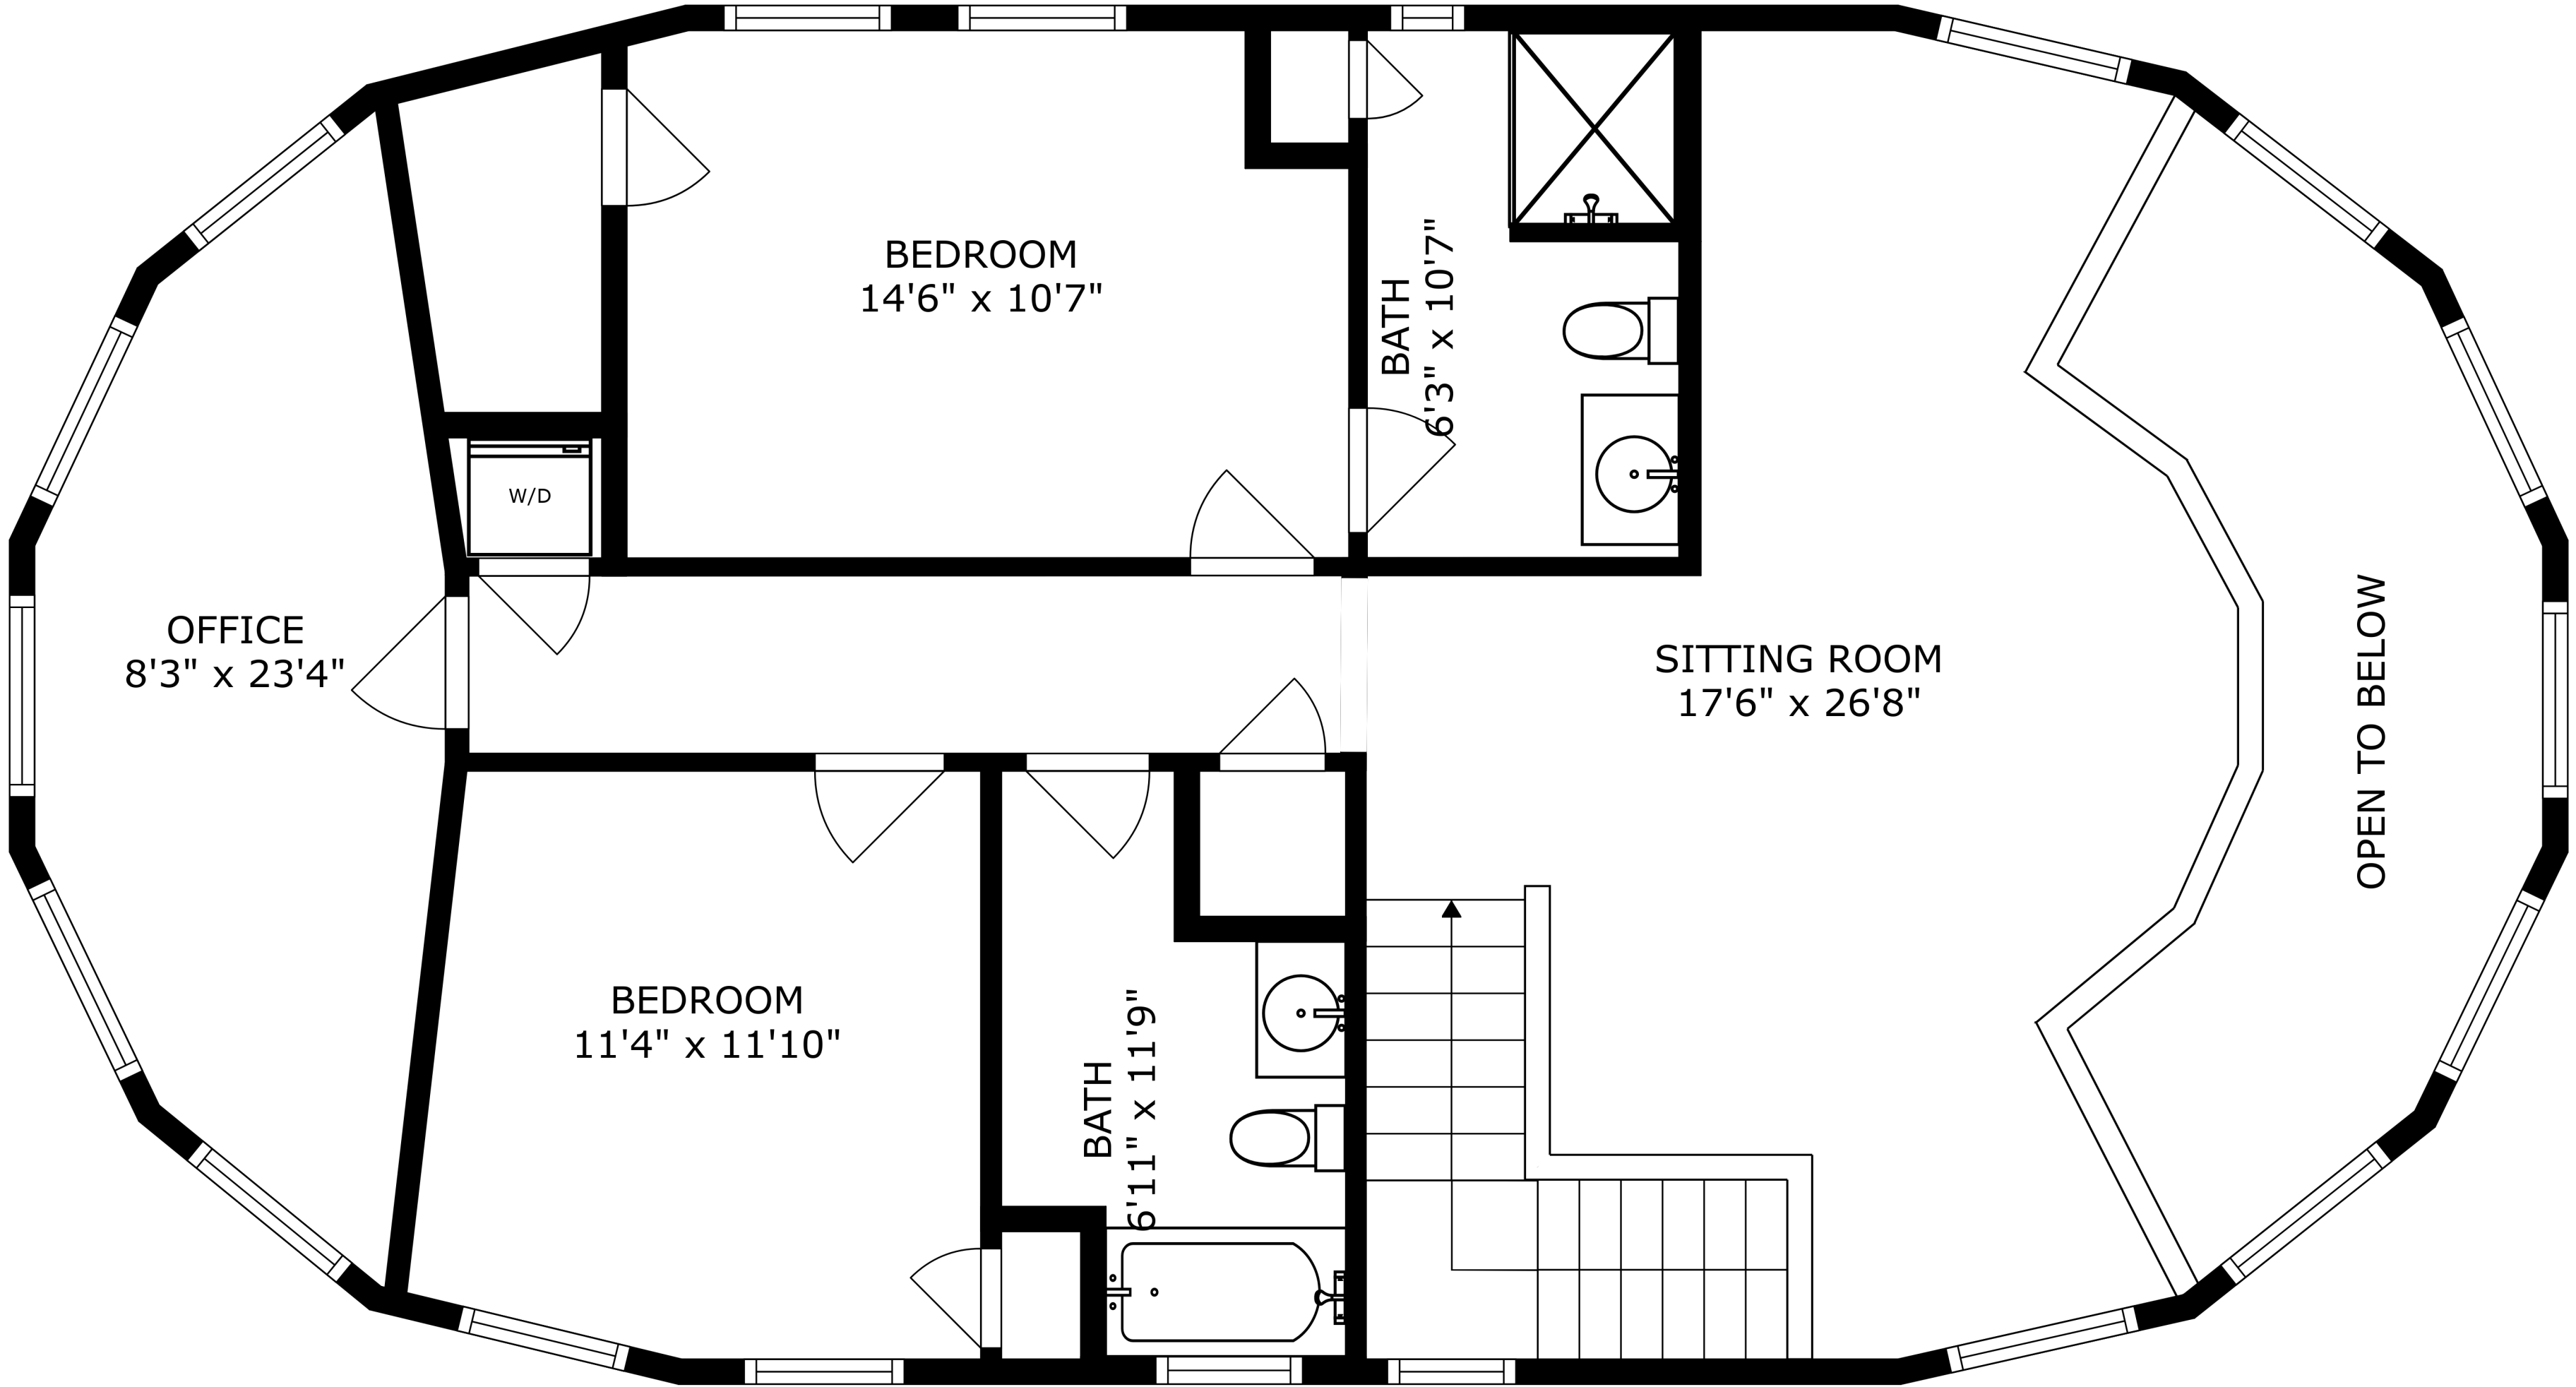 BEDROOM
14'6" x 10'7"
BATH
6'3" x 10'7"
W/D
OFFICE
8'3" x 23'4"
SITTING ROOM
17'6" x 26'8"
OPEN TO BELOW
BEDROOM
11'4" x 11'10"
BATH
6'11" x 11'9"